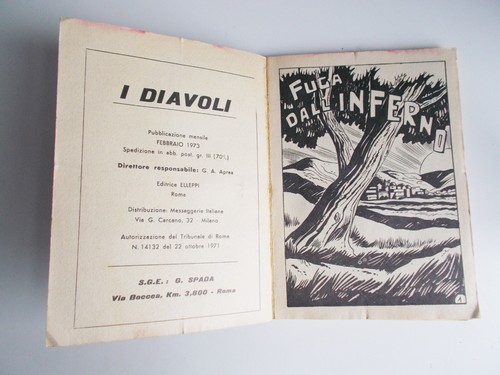 I DIAVOLI
Pubblicazione mensile
FEBBRAIO 1973
Spedizione in abb. post. gr. III (70%)
Direttore responsabile: G. A. Aprea
Editrice ELLEPPI
Roma
Distribuzione: Messaggerie Italiane
Via G. Carcano, 32 - Milano
Autorizzazione del Tribunale di Roma
N. 14132 del 22 ottobre 1971
S.G.E.: G. SPADA
Via Boccea, Km. 3.600 - Roma
FUGA
DALL'INFERNO